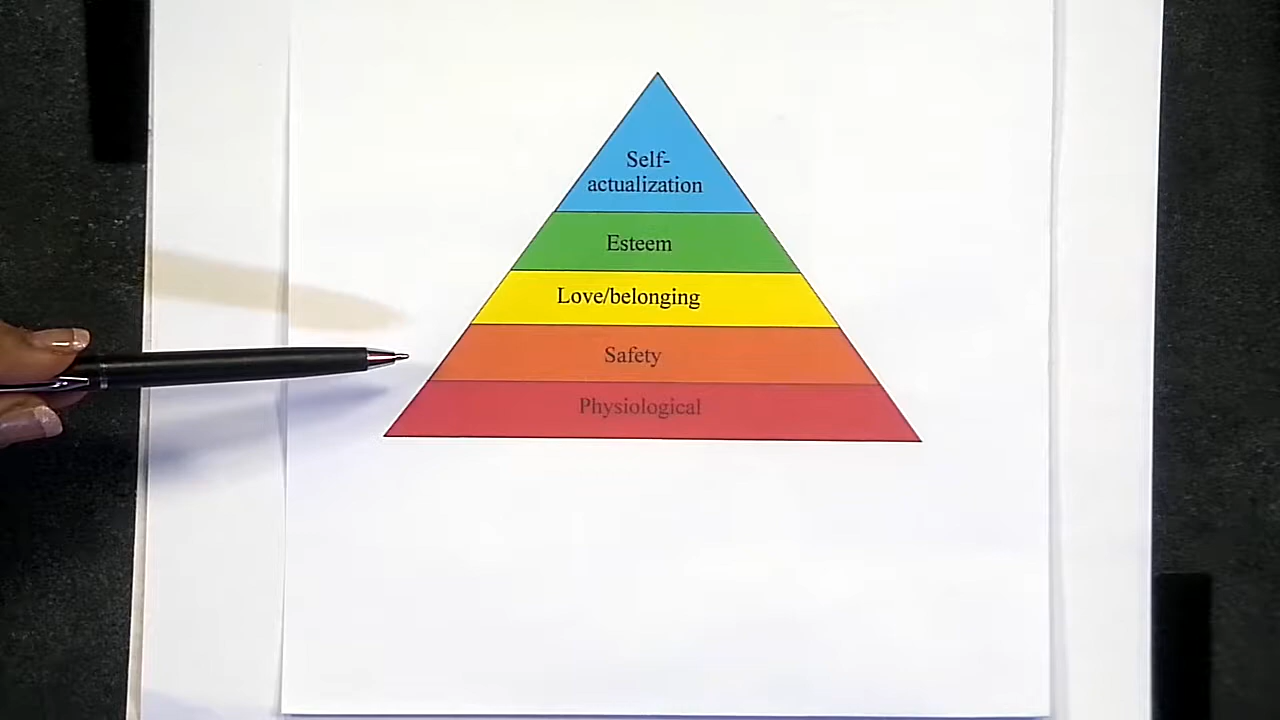 Self-
actualization
Esteem
Love/belonging
Safety
Physiological